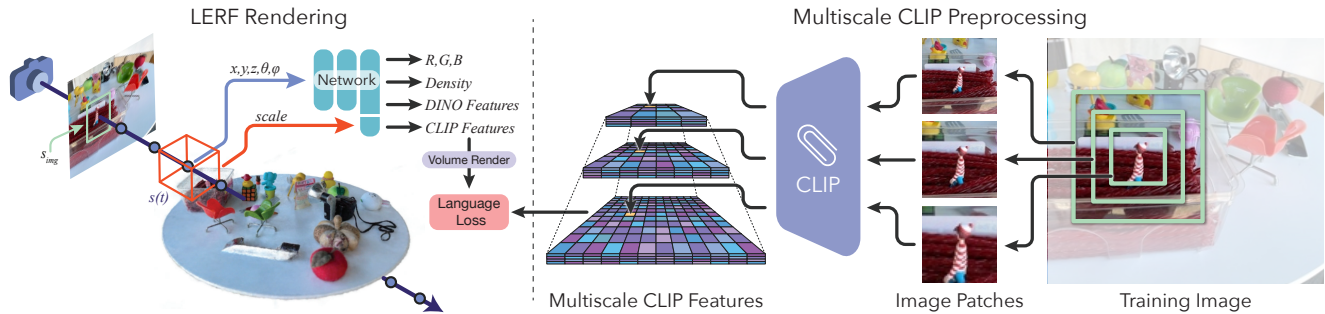 LERF Rendering
Multiscale CLIP Preprocessing
x,y,z,θ,φ
Network
R,G,B
Density
DINO Features
CLIP Features
scale
s_img
s(t)
Volume Render
Language
Loss
CLIP
Multiscale CLIP Features
Image Patches
Training Image